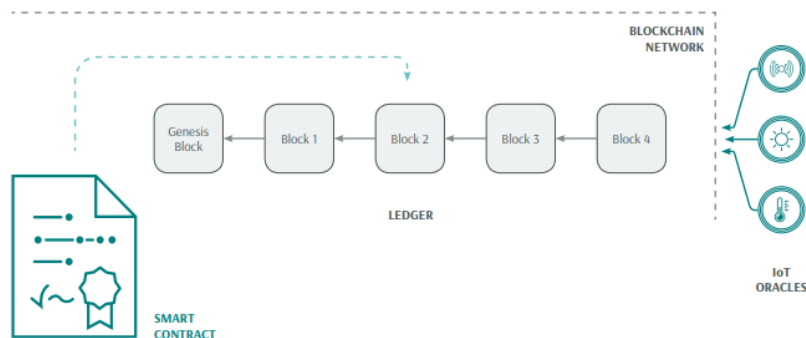 BLOCKCHAIN
NETWORK
Genesis
Block
Block 1
Block 2
Block 3
Block 4
LEDGER
IoT
ORACLES
SMART
CONTRACT